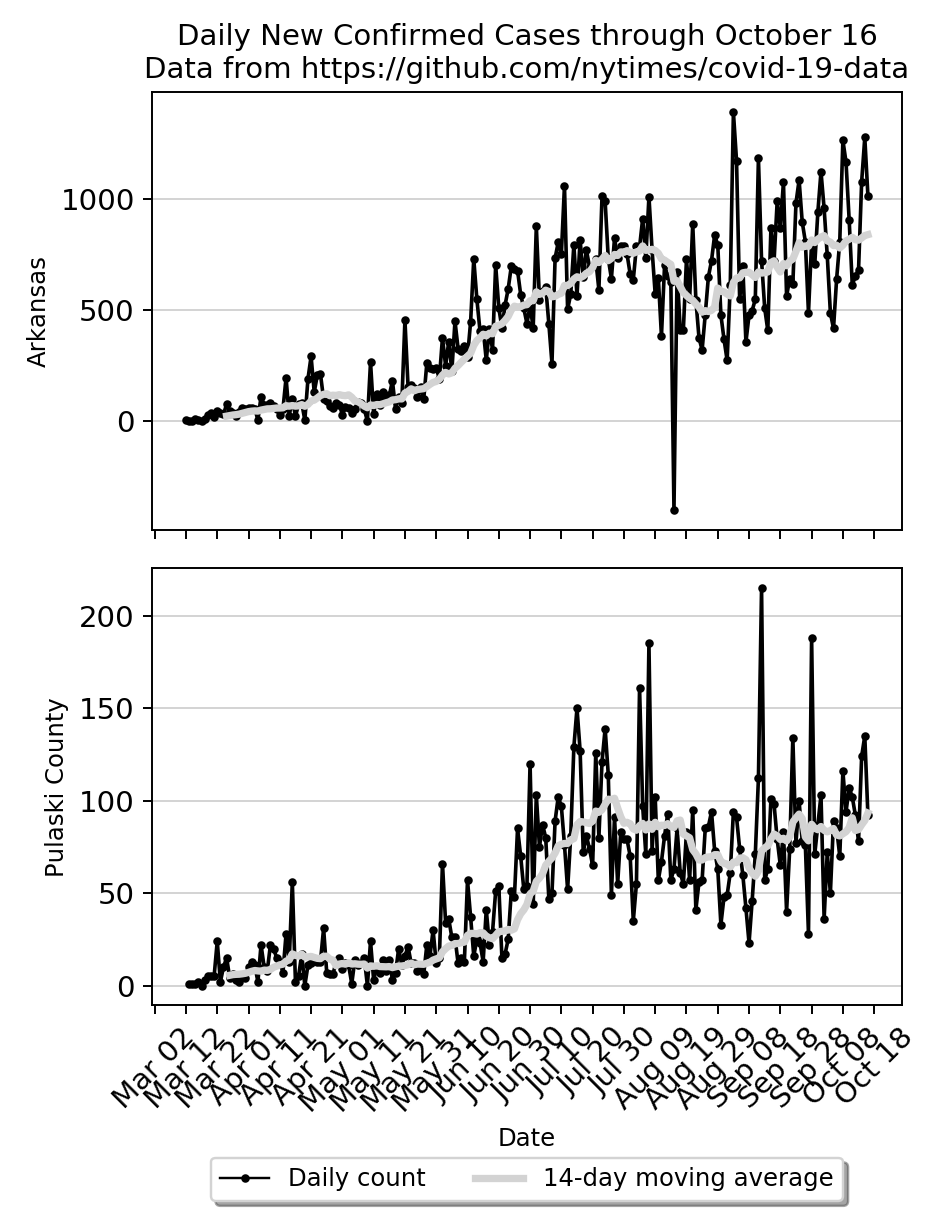 Daily New Confirmed Cases through October 16
Data from https://github.com/nytimes/covid-19-data
1000
500
0
Arkansas
200
150
100
50
0
Pulaski County
Mar 02
Mar 12
Mar 22
Apr 01
Apr 11
Apr 21
May 01
May 11
May 21
May 31
Jun 10
Jun 20
Jun 30
Jul 10
Jul 20
Jul 30
Aug 09
Aug 19
Aug 29
Sep 08
Sep 18
Sep 28
Oct 08
Oct 18
Date
Daily count
14-day moving average